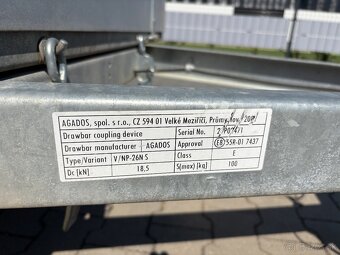 AGADOS, spol. s r.o., CZ 594 01 Velké Meziříčí, Průmyslová
Drawbar coupling device Serial No.
Drawbar manufacturer AGADOS Approval E8 55R-01 7437
Type/Variant V/NP-26N S Class E
Dc [kN] 18,5 S(max) [kg] 100